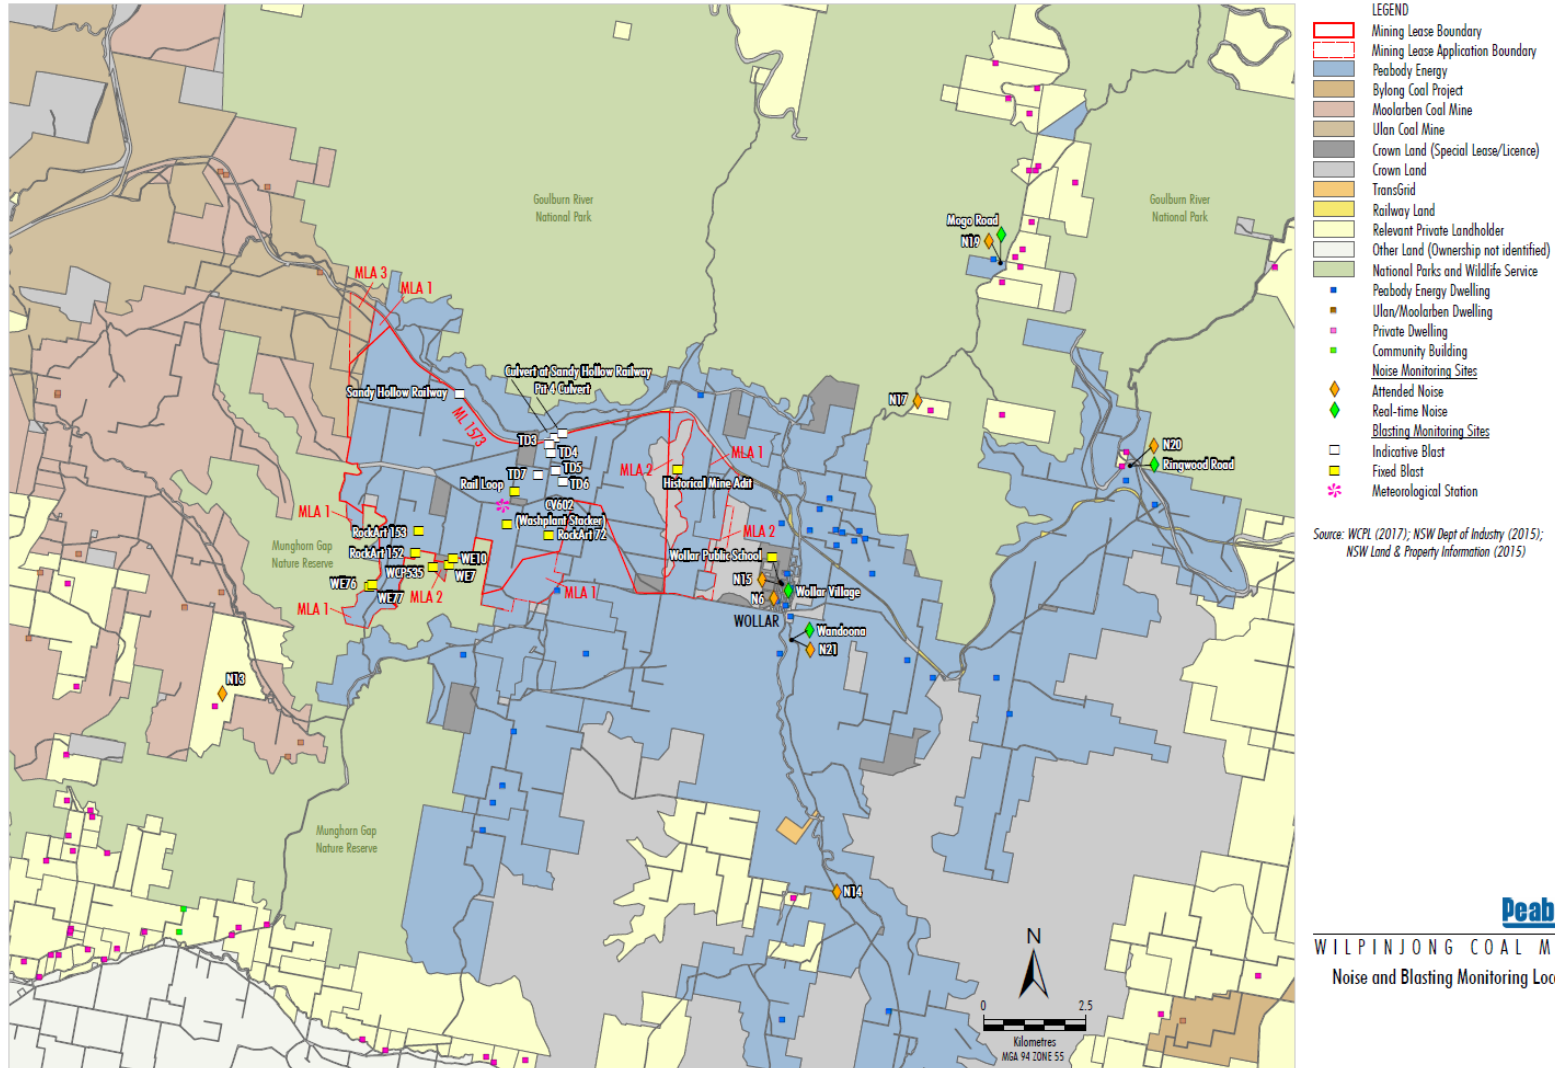 LEGEND
Mining Lease Boundary
Mining Lease Application Boundary
Peabody Energy
Bylong Coal Project
Moolarben Coal Mine
Ulan Coal Mine
Crown Land (Special Lease/Licence)
Crown Land
TransGrid
Railway Land
Relevant Private Landholder
Other Land (Ownership not identified)
National Parks and Wildlife Service
Peabody Energy Dwelling
Ulan/Moolarben Dwelling
Private Dwelling
Community Building
Noise Monitoring Sites
Attended Noise
Real-time Noise
Blasting Monitoring Sites
Indicative Blast
Fixed Blast
Meteorological Station
Source: WCPL (2017); NSW Dept of Industry (2015);
NSW Land & Property Information (2015)
Goulburn River
National Park
Goulburn River
National Park
Mogo Road
N19
MLA 3
MLA 1
Culvert at Sandy Hollow Railway
Pit 4 Culvert
Sandy Hollow Railway
ML 1573
N17
TD3
TD4
TD5
TD7
TD6
Rail Loop
MLA 1
MLA 2
Historical Mine Adit
N20
Ringwood Road
CV602
(Washplant Stacker)
RockArt 72
MLA 1
RockArt 153
MLA 2
Munghorn Gap
Nature Reserve
RockArt 152
WE10
WCP535
WE7
WE76
WE77
MLA 2
MLA 1
MLA 1
Wollar Public School
N15
N6
Wollar Village
WOLLAR
Wandoona
N21
N13
Munghorn Gap
Nature Reserve
N14
N
0
2.5
Kilometres
MGA 94 ZONE 55
Peab
WILPINJONG COAL M
Noise and Blasting Monitoring Loc